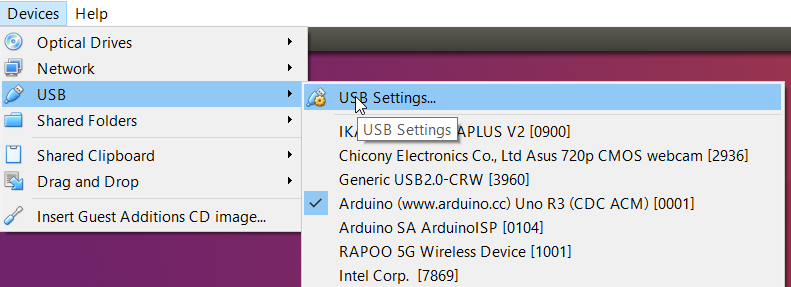 Devices Help
Optical Drives
Network
USB
Shared Folders
Shared Clipboard
Drag and Drop
Insert Guest Additions CD image...
USB Settings...
USB Settings
APLUS V2 [0900]
Chicony Electronics Co., Ltd Asus 720p CMOS webcam [2936]
Generic USB2.0-CRW [3960]
Arduino (www.arduino.cc) Uno R3 (CDC ACM) [0001]
Arduino SA ArduinoISP [0104]
RAPOO 5G Wireless Device [1001]
Intel Corp. [7869]